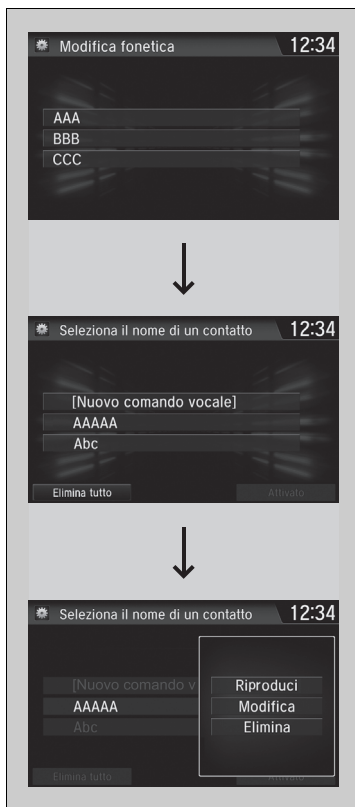 Modifica fonetica 12:34
AAA
BBB
CCC
Seleziona il nome di un contatto 12:34
[Nuovo comando vocale]
AAAAA
Abc
Elimina tutto Attivato
Seleziona il nome di un contatto 12:34
[Nuovo comando v
AAAAA
Abc
Riproduci
Modifica
Elimina
Elimina tutto Attivato